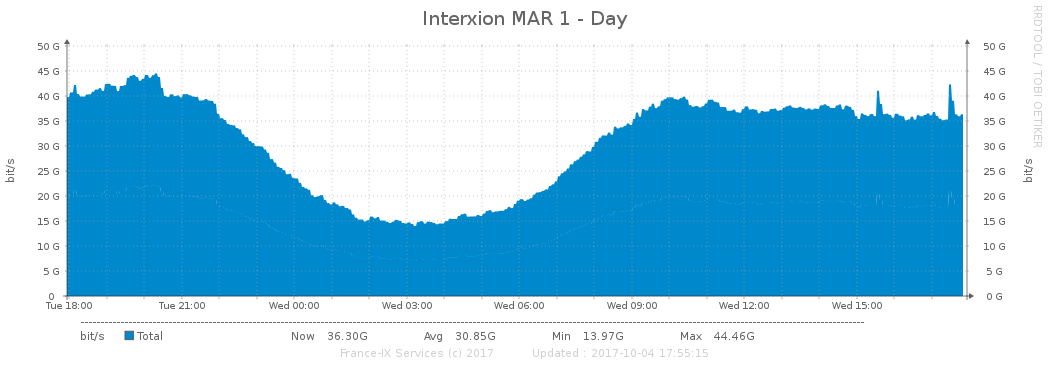 Interxion MAR 1 - Day
RRDTOOL / TOBI OETIKER
bit/s
bit/s
50 G 50 G
45 G 45 G
40 G 40 G
35 G 35 G
30 G 30 G
25 G 25 G
20 G 20 G
15 G 15 G
10 G 10 G
5 G 5 G
0 0 G
Tue 18:00 Tue 21:00 Wed 00:00 Wed 03:00 Wed 06:00 Wed 09:00 Wed 12:00 Wed 15:00
bit/s Total Now 36.30G Avg 30.85G Min 13.97G Max 44.46G
France-IX Services (c) 2017 Updated : 2017-10-04 17:55:15